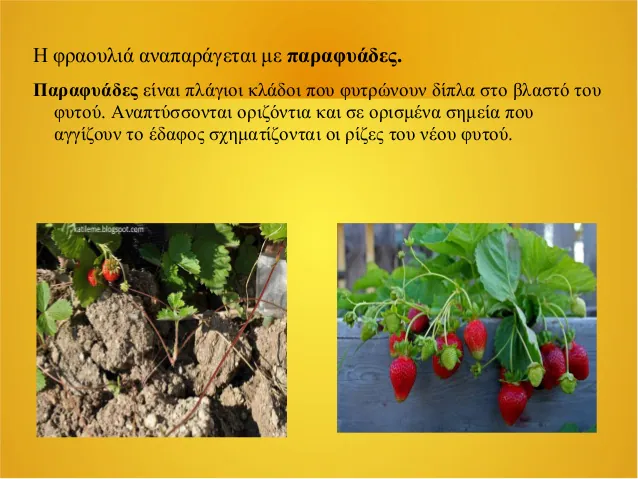 Η φραουλιά αναπαράγεται με παραφυάδες.
Παραφυάδες είναι πλάγιοι κλάδοι που φυτρώνουν δίπλα στο βλαστό του
φυτού. Αναπτύσσονται οριζόντια και σε ορισμένα σημεία που
αγγίζουν το έδαφος σχηματίζονται οι ρίζες του νέου φυτού.
katileme.blogspot.com